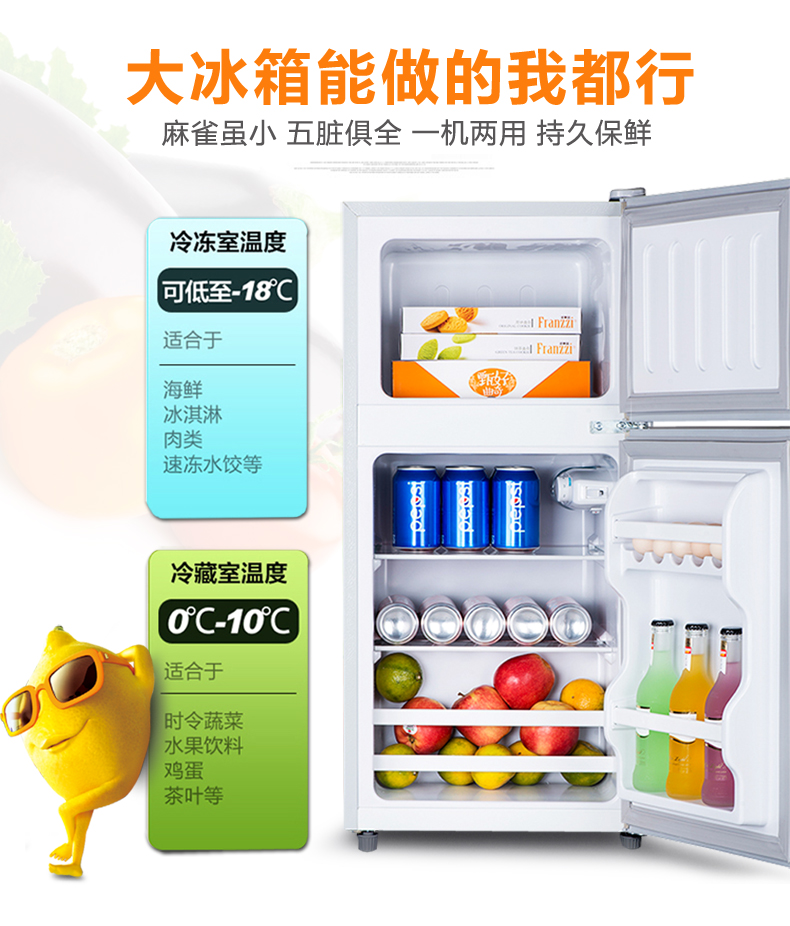 大冰箱能做的我都行
麻雀虽小 五脏俱全 一机两用 持久保鲜
冷冻室温度
可低至-18℃
适合于
海鲜
冰淇淋
肉类
速冻水饺等
Franzzi
Franzzi
pepsi
pepsi
pepsi
冷藏室温度
0℃-10℃
适合于
时令蔬菜
水果饮料
鸡蛋
茶叶等